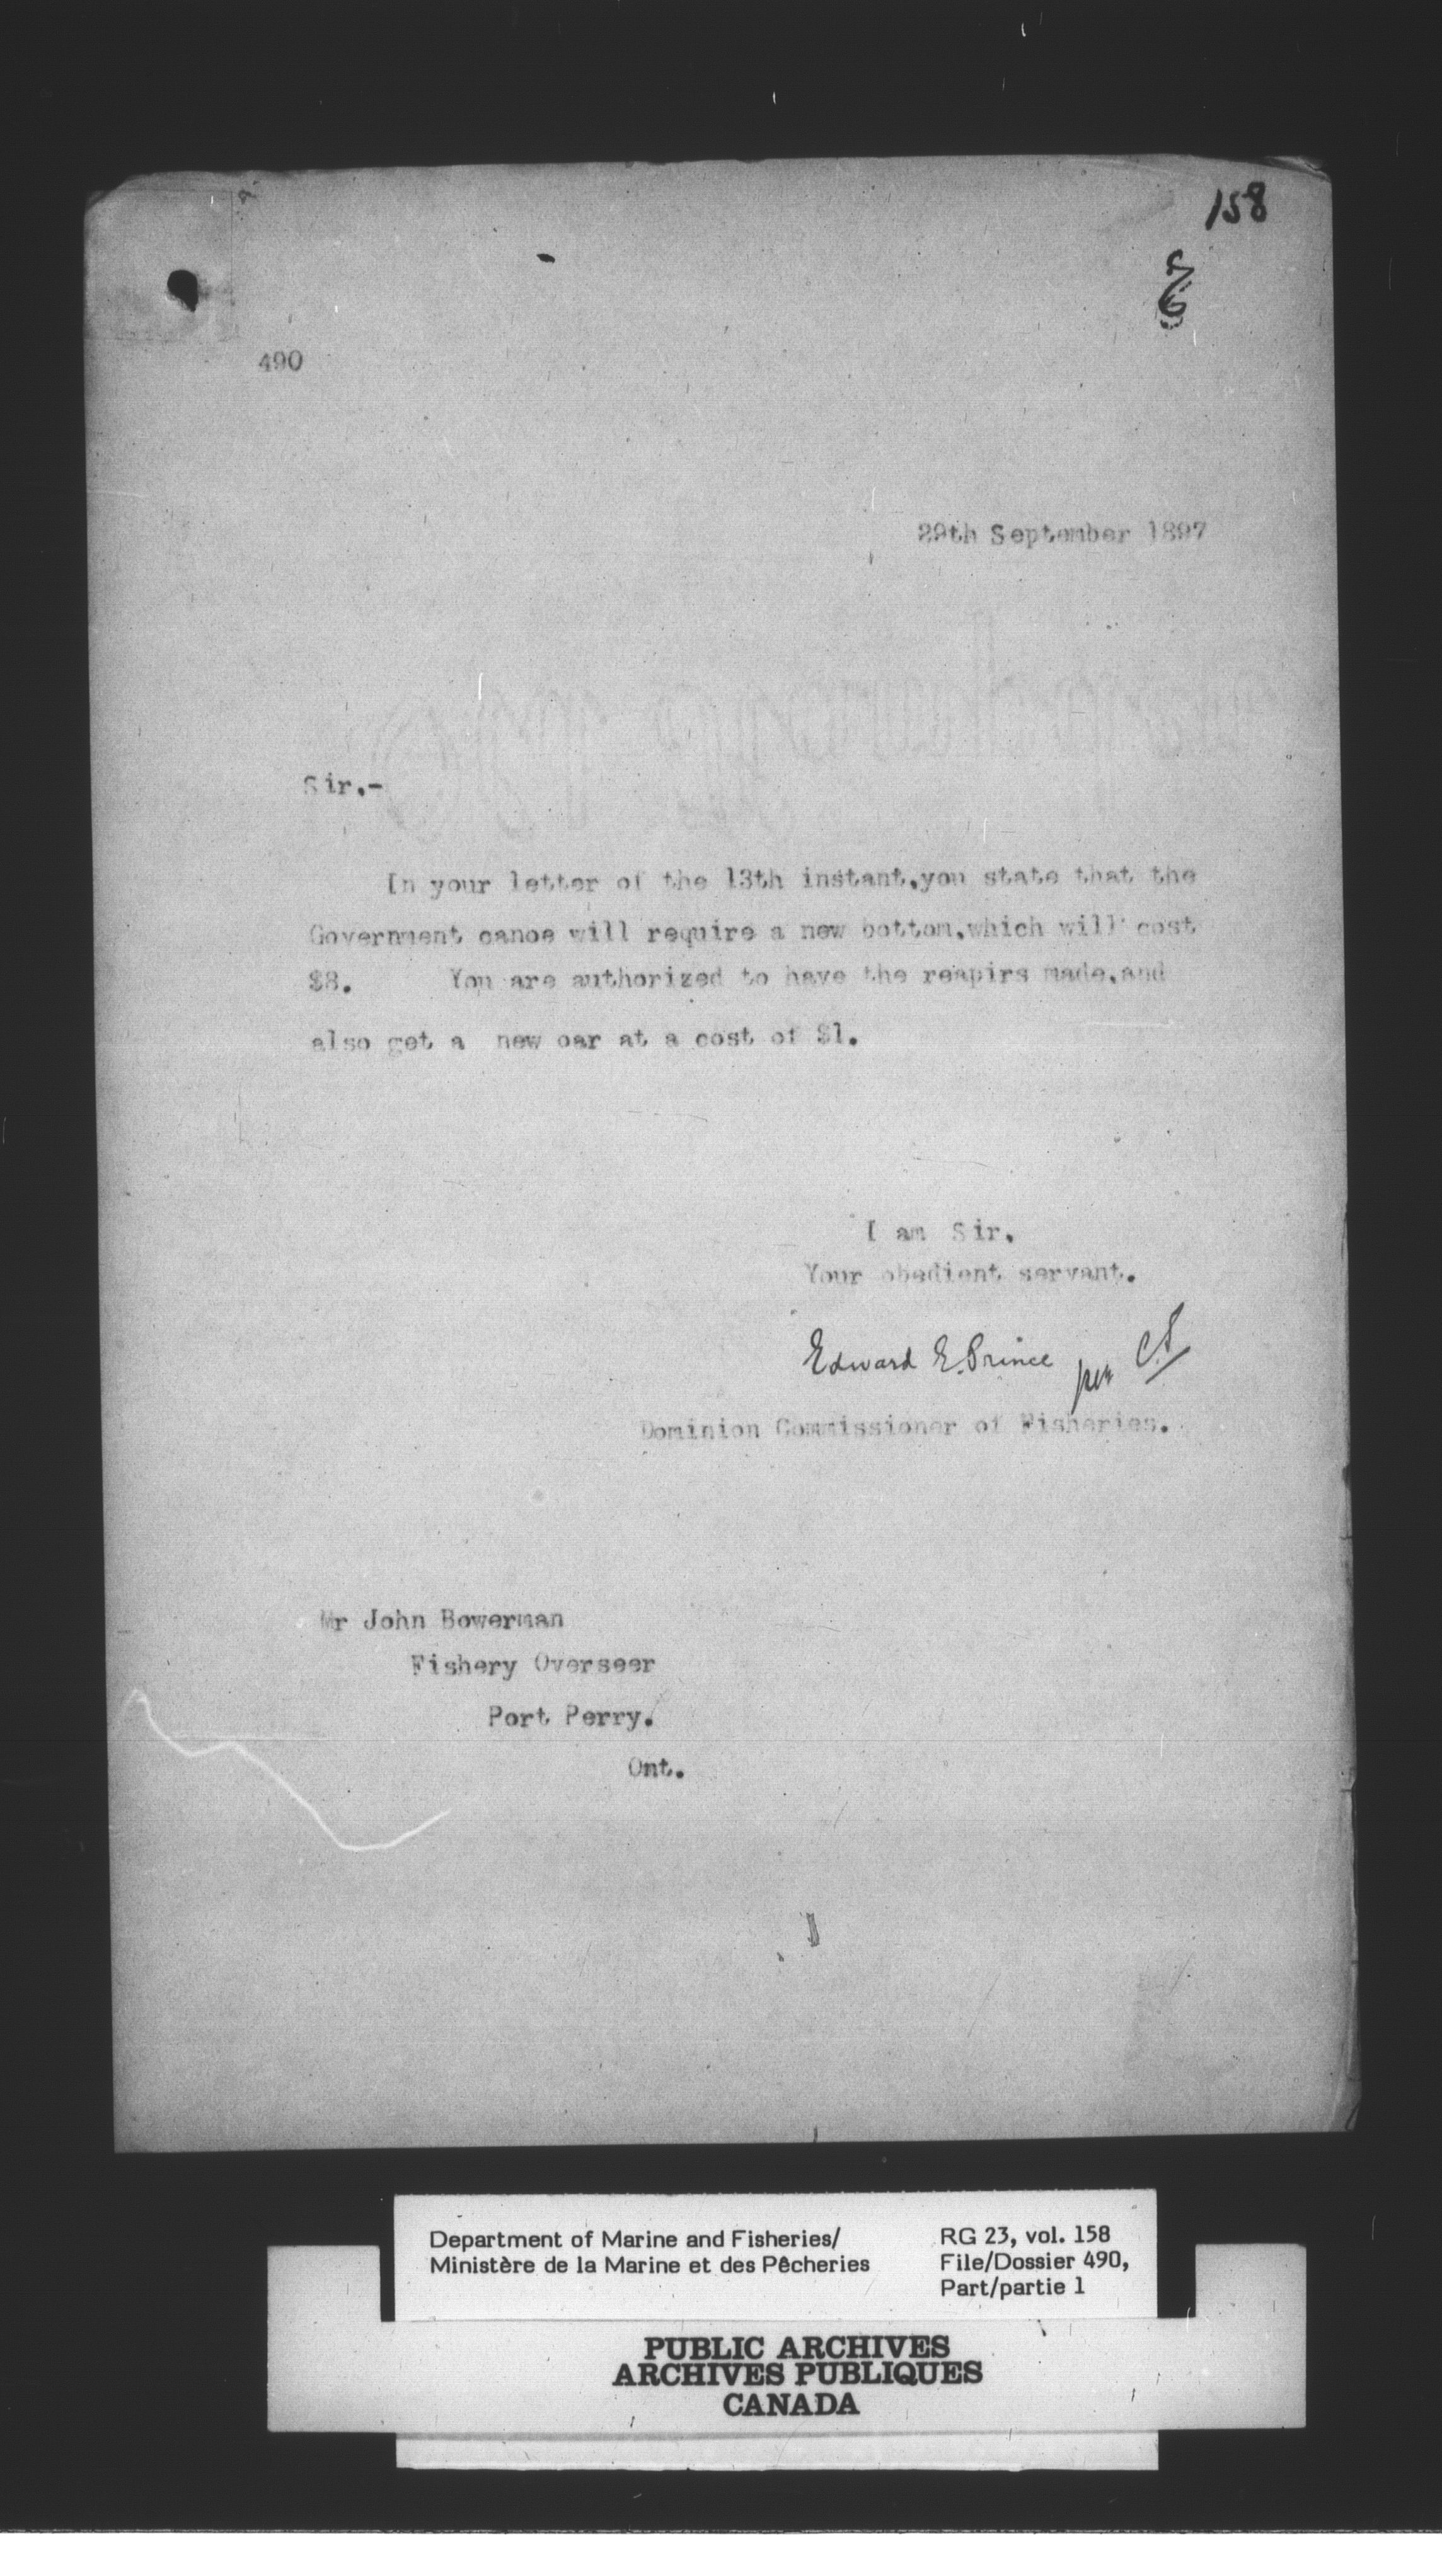 158
490
29th September 1897
Sir.-
In your letter of the 13th instant,you state that the
Government canoe will require a new bottom,which will cost
$8. You are authorized to have the reapirs made,and
also get a new oar at a cost of $1.
I am Sir,
Your obedient servant.
Edward E. Prince per
Dominion Commissioner of Fisheries.
Mr John Bowerman
Fishery Overseer
Port Perry.
Ont.
Department of Marine and Fisheries/ RG 23, vol. 158
Ministère de la Marine et des Pêcheries File/Dossier 490,
Part/partie 1
PUBLIC ARCHIVES
ARCHIVES PUBLIQUES
CANADA